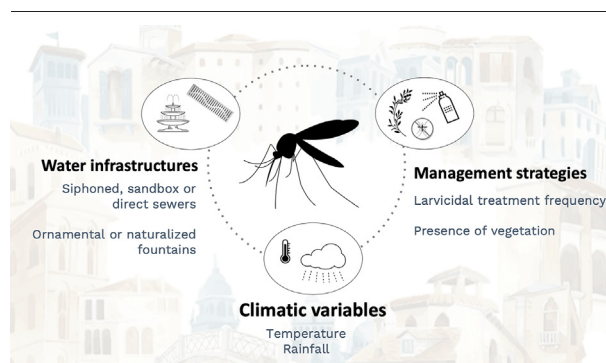 Water infrastructures
Siphoned, sandbox or
direct sewers
Ornamental or naturalized
fountains
Management strategies
Larvicidal treatment frequency
Presence of vegetation
Climatic variables
Temperature
Rainfall